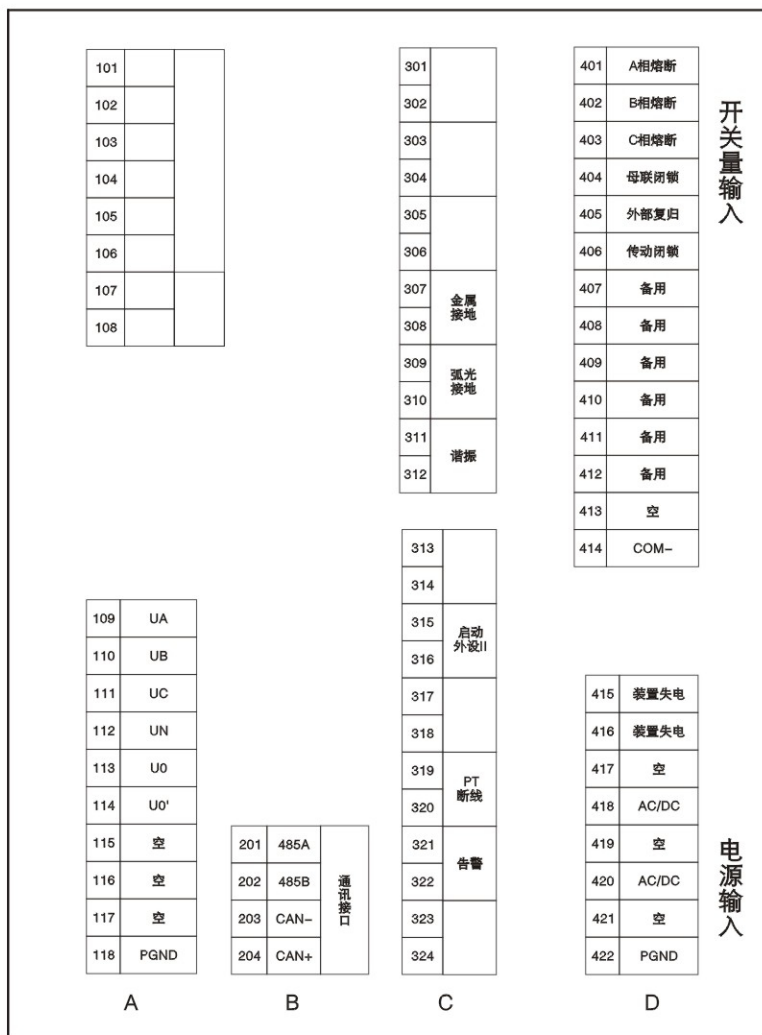 101
102
103
104
105
106
107
108
109 UA
110 UB
111 UC
112 UN
113 U0
114 U0'
115 空
116 空
117 空
118 PGND
A
201 485A
202 485B
203 CAN-
204 CAN+
通讯接口
B
301
302
303
304
305
306
307
308
金属
接地
309
310
弧光
接地
311
312
谐振
313
314
315
316
启动
外设II
317
318
319
320
PT
断线
321
322
告警
323
324
C
401 A相熔断
402 B相熔断
403 C相熔断
404 母联闭锁
405 外部复归
406 传动闭锁
407 备用
408 备用
409 备用
410 备用
411 备用
412 备用
413 空
414 COM-
开关量输入
415 装置失电
416 装置失电
417 空
418 AC/DC
419 空
420 AC/DC
421 空
422 PGND
电源输入
D